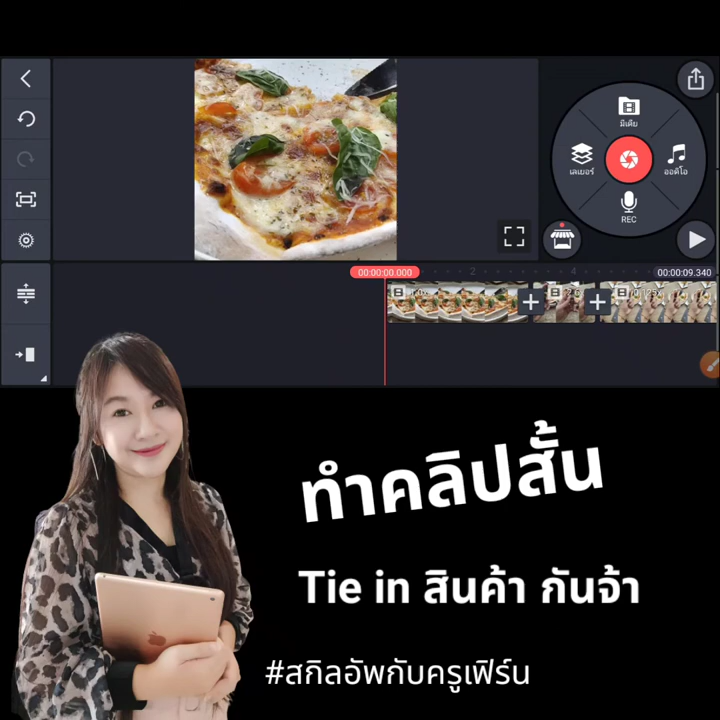 มีเดีย
เลเยอร์
ออดิโอ
REC
00:00:00.000
2
4
00:00:09.340
ทำคลิปสั้น
Tie in สินค้า กันจ้า
#สกิลอัพกับครูเฟิร์น